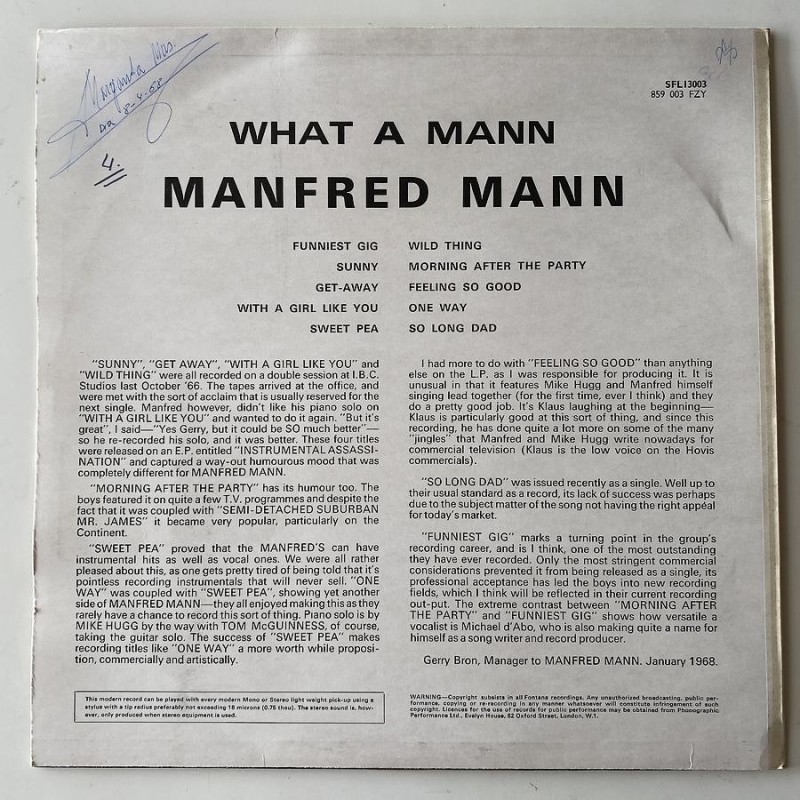 Margarita Mas.
8-4-68
4.
SFL13003
859 003 FZY
WHAT A MANN
MANFRED MANN
FUNNIEST GIG
SUNNY
GET-AWAY
WITH A GIRL LIKE YOU
SWEET PEA
WILD THING
MORNING AFTER THE PARTY
FEELING SO GOOD
ONE WAY
SO LONG DAD
"SUNNY", "GET AWAY", "WITH A GIRL LIKE YOU" and
"WILD THING" were all recorded on a double session at I.B.C.
Studios last October '66. The tapes arrived at the office, and
were met with the sort of acclaim that is usually reserved for the
next single. Manfred however, didn't like his piano solo on
"WITH A GIRL LIKE YOU" and wanted to do it again. "But it's
great", I said—"Yes Gerry, but it could be SO much better"—
so he re-recorded his solo, and it was better. These four titles
were released on an E.P. entitled "INSTRUMENTAL ASSASSI-
NATION" and captured a way-out humourous mood that was
completely different for MANFRED MANN.
"MORNING AFTER THE PARTY" has its humour too. The
boys featured it on quite a few T.V. programmes and despite the
fact that it was coupled with "SEMI-DETACHED SUBURBAN
MR. JAMES" it became very popular, particularly on the
Continent.
"SWEET PEA" proved that the MANFRED'S can have
instrumental hits as well as vocal ones. We were all rather
pleased about this, as one gets pretty tired of being told that it's
pointless recording instrumentals that will never sell. "ONE
WAY" was coupled with "SWEET PEA", showing yet another
side of MANFRED MANN—they all enjoyed making this as they
rarely have a chance to record this sort of thing. Piano solo is by
MIKE HUGG by the way with TOM McGUINNESS, of course,
taking the guitar solo. The success of "SWEET PEA" makes
recording titles like "ONE WAY" a more worth while proposi-
tion, commercially and artistically.
I had more to do with "FEELING SO GOOD" than anything
else on the L.P. as I was responsible for producing it. It is
unusual in that it features Mike Hugg and Manfred himself
singing lead together (for the first time, ever I think) and they
do a pretty good job. It's Klaus laughing at the beginning—
Klaus is particularly good at this sort of thing, and since this
recording, he has done quite a lot more on some of the many
"jingles" that Manfred and Mike Hugg write nowadays for
commercial television (Klaus is the low voice on the Hovis
commercials).
"SO LONG DAD" was issued recently as a single. Well up to
their usual standard as a record, its lack of success was perhaps
due to the subject matter of the song not having the right appeal
for today's market.
"FUNNIEST GIG" marks a turning point in the group's
recording career, and is I think, one of the most outstanding
they have ever recorded. Only the most stringent commercial
considerations prevented it from being released as a single, its
professional acceptance has led the boys into new recording
fields, which I think will be reflected in their current recording
out-put. The extreme contrast between "MORNING AFTER
THE PARTY" and "FUNNIEST GIG" shows how versatile a
vocalist is Michael d'Abo, who is also making quite a name for
himself as a song writer and record producer.
Gerry Bron, Manager to MANFRED MANN. January 1968.
This modern record can be played with every modern Mono or Stereo light weight pick-up using a
stylus with a tip radius preferably not exceeding 18 microns (0.75 thou). The stereo sound is, how-
ever, only produced when stereo equipment is used.
WARNING—Copyright subsists in all Fontana recordings. Any unauthorized broadcasting, public per-
formance, copying or re-recording in any manner whatsoever will constitute infringement of such
copyright. Licences for the use of records for public performance may be obtained from Phonographic
Performance Ltd., Evelyn House, 62 Oxford Street, London, W.1.